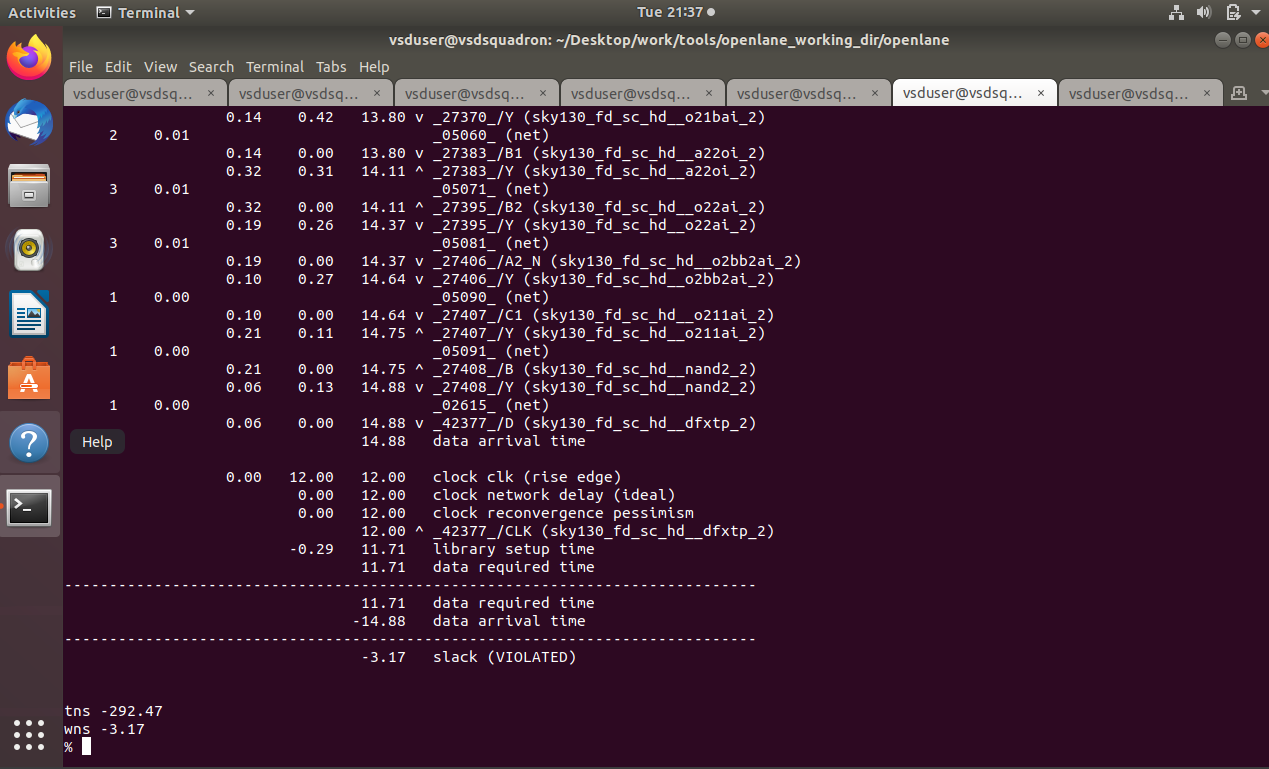 Activities Terminal Tue 21:37
vsduser@vsdsquadron: ~/Desktop/work/tools/openlane_working_dir/openlane
File Edit View Search Terminal Tabs Help
vsduser@vsdsq... × vsduser@vsdsq... × vsduser@vsdsq... × vsduser@vsdsq... × vsduser@vsdsq... × vsduser@vsdsq... × vsduser@vsdsq... ×
0.14 0.42 13.80 v _27370_/Y (sky130_fd_sc_hd__o21bai_2)
2 0.01 _05060_ (net)
0.14 0.00 13.80 v _27383_/B1 (sky130_fd_sc_hd__a22oi_2)
0.32 0.31 14.11 ^ _27383_/Y (sky130_fd_sc_hd__a22oi_2)
3 0.01 _05071_ (net)
0.32 0.00 14.11 ^ _27395_/B2 (sky130_fd_sc_hd__o22ai_2)
0.19 0.26 14.37 v _27395_/Y (sky130_fd_sc_hd__o22ai_2)
3 0.01 _05081_ (net)
0.19 0.00 14.37 v _27406_/A2_N (sky130_fd_sc_hd__o2bb2ai_2)
0.10 0.27 14.64 v _27406_/Y (sky130_fd_sc_hd__o2bb2ai_2)
1 0.00 _05090_ (net)
0.10 0.00 14.64 v _27407_/C1 (sky130_fd_sc_hd__o211ai_2)
0.21 0.11 14.75 ^ _27407_/Y (sky130_fd_sc_hd__o211ai_2)
1 0.00 _05091_ (net)
0.21 0.00 14.75 ^ _27408_/B (sky130_fd_sc_hd__nand2_2)
0.06 0.13 14.88 v _27408_/Y (sky130_fd_sc_hd__nand2_2)
1 0.00 _02615_ (net)
0.06 0.00 14.88 v _42377_/D (sky130_fd_sc_hd__dfxtp_2)
Help 14.88 data arrival time
0.00 12.00 12.00 clock clk (rise edge)
0.00 12.00 clock network delay (ideal)
0.00 12.00 clock reconvergence pessimism
12.00 ^ _42377_/CLK (sky130_fd_sc_hd__dfxtp_2)
-0.29 11.71 library setup time
11.71 data required time
-----------------------------------------------------------------------------
11.71 data required time
-14.88 data arrival time
-----------------------------------------------------------------------------
-3.17 slack (VIOLATED)
tns -292.47
wns -3.17
%